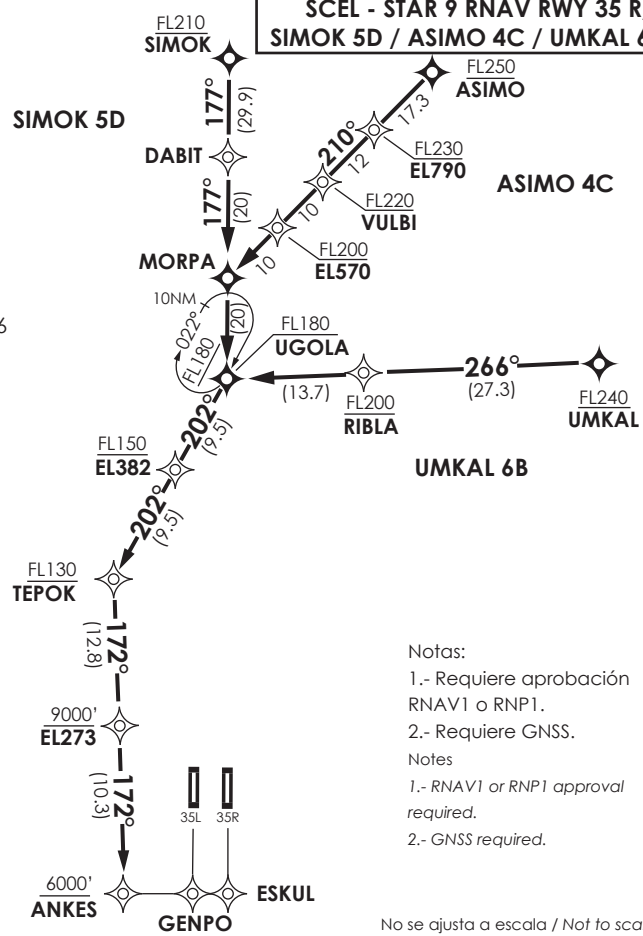 SCEL - STAR 9 RNAV RWY 35 R
SIMOK 5D / ASIMO 4C / UMKAL 6
FL210
SIMOK
FL250
ASIMO
SIMOK 5D
177°
(29.9)
17.3
210°
FL230
EL790
12
DABIT
ASIMO 4C
FL220
VULBI
10
177°
(20)
FL200
EL570
10
MORPA
10NM
022°
FL180
(20)
FL180
UGOLA
6
266°
(27.3)
(13.7)
FL200
RIBLA
FL240
UMKAL
202°
(9.5)
FL150
EL382
UMKAL 6B
202°
(9.5)
FL130
TEPOK
172°
(12.8)
9000'
EL273
172°
(10.3)
35L
35R
6000'
ANKES
GENPO
ESKUL
Notas:
1.- Requiere aprobación
RNAV1 o RNP1.
2.- Requiere GNSS.
Notes
1.- RNAV1 or RNP1 approval
required.
2.- GNSS required.
No se ajusta a escala / Not to sca